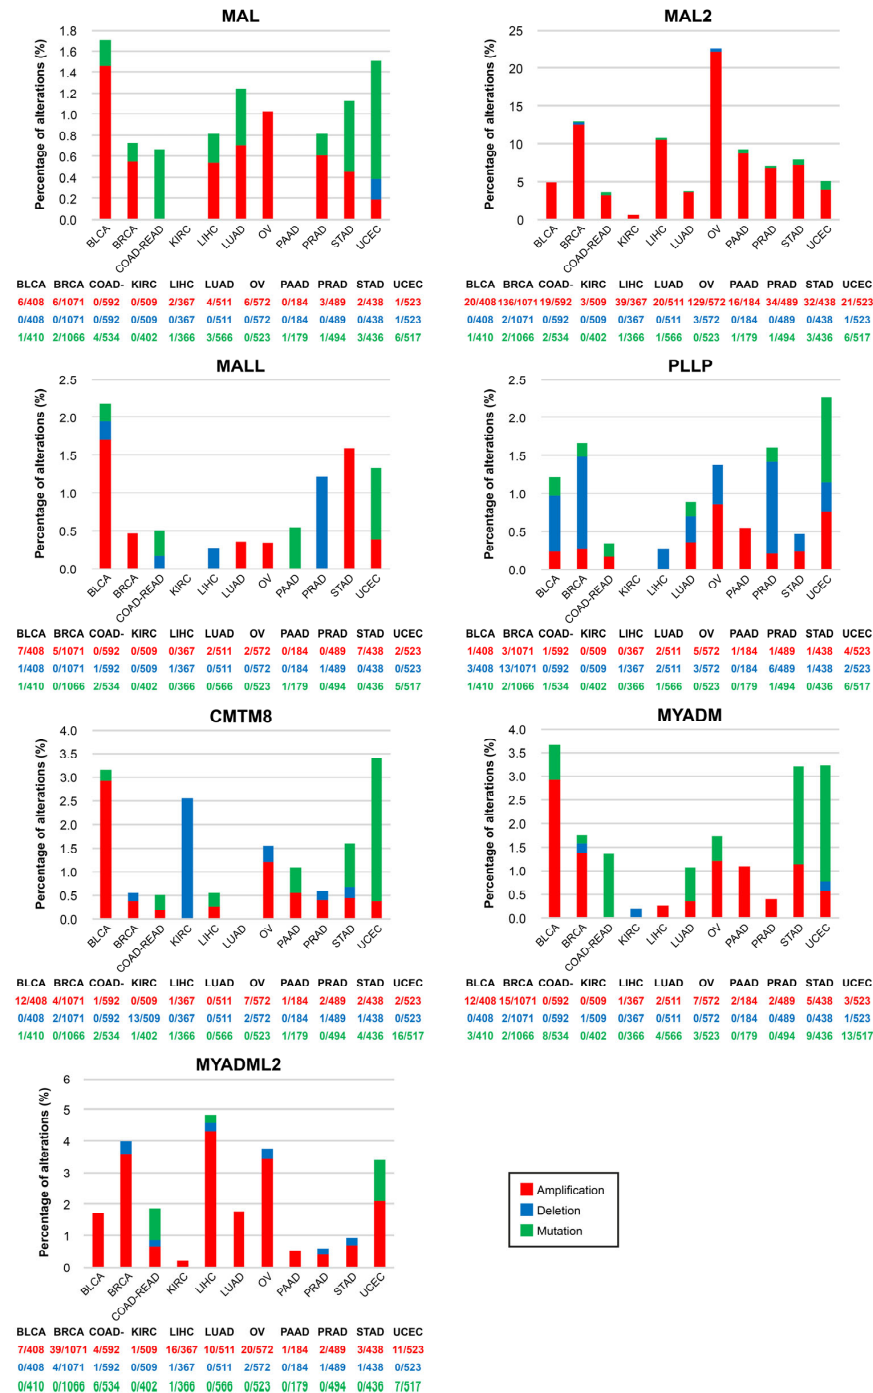 MAL
Percentage of alterations (%)
1.8
1.6
1.4
1.2
1.0
0.8
0.6
0.4
0.2
0.0
BLCA BRCA COAD-READ KIRC LIHC LUAD OV PAAD PRAD STAD UCEC
BLCA BRCA COAD- KIRC LIHC LUAD OV PAAD PRAD STAD UCEC
6/408 6/1071 0/592 0/509 2/367 4/511 6/572 0/184 3/489 2/438 1/523
0/408 0/1071 0/592 0/509 0/367 0/511 0/572 0/184 0/489 0/438 1/523
1/410 2/1066 4/534 0/402 1/366 3/566 0/523 1/179 1/494 3/436 6/517
MAL2
Percentage of alterations (%)
25
20
15
10
5
0
BLCA BRCA COAD-READ KIRC LIHC LUAD OV PAAD PRAD STAD UCEC
BLCA BRCA COAD- KIRC LIHC LUAD OV PAAD PRAD STAD UCEC
20/408 136/1071 19/592 3/509 39/367 20/511 129/572 16/184 34/489 32/438 21/523
0/408 2/1071 0/592 0/509 0/367 0/511 3/572 0/184 0/489 0/438 1/523
1/410 2/1066 2/534 0/402 1/366 3/566 0/523 1/179 1/494 3/436 6/517
MALL
Percentage of alterations (%)
2.5
2.0
1.5
1.0
0.5
0.0
BLCA BRCA COAD-READ KIRC LIHC LUAD OV PAAD PRAD STAD UCEC
BLCA BRCA COAD- KIRC LIHC LUAD OV PAAD PRAD STAD UCEC
7/408 5/1071 0/592 0/509 0/367 2/511 2/572 0/184 0/489 7/438 2/523
1/408 0/1071 1/592 0/509 1/367 0/511 0/572 0/184 1/489 0/438 0/523
1/410 0/1066 2/534 0/402 0/366 0/566 0/523 1/179 0/494 0/436 5/517
PLLP
Percentage of alterations (%)
2.5
2.0
1.5
1.0
0.5
0.0
BLCA BRCA COAD-READ KIRC LIHC LUAD OV PAAD PRAD STAD UCEC
BLCA BRCA COAD- KIRC LIHC LUAD OV PAAD PRAD STAD UCEC
1/408 3/1071 1/592 0/509 0/367 2/511 5/572 1/184 1/489 1/438 4/523
3/408 13/1071 0/592 0/509 1/367 2/511 3/572 0/184 6/489 1/438 2/523
1/410 2/1066 1/534 0/402 0/366 1/566 0/523 0/179 1/494 0/436 6/517
CMTM8
Percentage of alterations (%)
4.0
3.5
3.0
2.5
2.0
1.5
1.0
0.5
0.0
BLCA BRCA COAD-READ KIRC LIHC LUAD OV PAAD PRAD STAD UCEC
BLCA BRCA COAD- KIRC LIHC LUAD OV PAAD PRAD STAD UCEC
12/408 4/1071 1/592 0/509 1/367 0/511 7/572 1/184 2/489 2/438 2/523
0/408 2/1071 0/592 13/509 0/367 0/511 2/572 0/184 1/489 1/438 0/523
1/410 0/1066 2/534 1/402 1/366 0/566 0/523 1/179 0/494 4/436 16/517
MYADM
Percentage of alterations (%)
4.0
3.5
3.0
2.5
2.0
1.5
1.0
0.5
0.0
BLCA BRCA COAD-READ KIRC LIHC LUAD OV PAAD PRAD STAD UCEC
BLCA BRCA COAD- KIRC LIHC LUAD OV PAAD PRAD STAD UCEC
12/408 15/1071 0/592 0/509 1/367 2/511 7/572 2/184 2/489 5/438 3/523
0/408 2/1071 0/592 1/509 0/367 0/511 0/572 0/184 0/489 0/438 1/523
3/410 2/1066 8/534 0/402 0/366 4/566 3/523 0/179 0/494 9/436 13/517
MYADML2
Percentage of alterations (%)
6
5
4
3
2
1
0
BLCA BRCA COAD-READ KIRC LIHC LUAD OV PAAD PRAD STAD UCEC
BLCA BRCA COAD- KIRC LIHC LUAD OV PAAD PRAD STAD UCEC
7/408 39/1071 4/592 1/509 16/367 10/511 20/572 1/184 2/489 3/438 11/523
0/408 4/1071 1/592 0/509 1/367 0/511 2/572 0/184 1/489 1/438 0/523
0/410 0/1066 6/534 0/402 1/366 0/566 0/523 0/179 0/494 0/436 7/517
Amplification
Deletion
Mutation